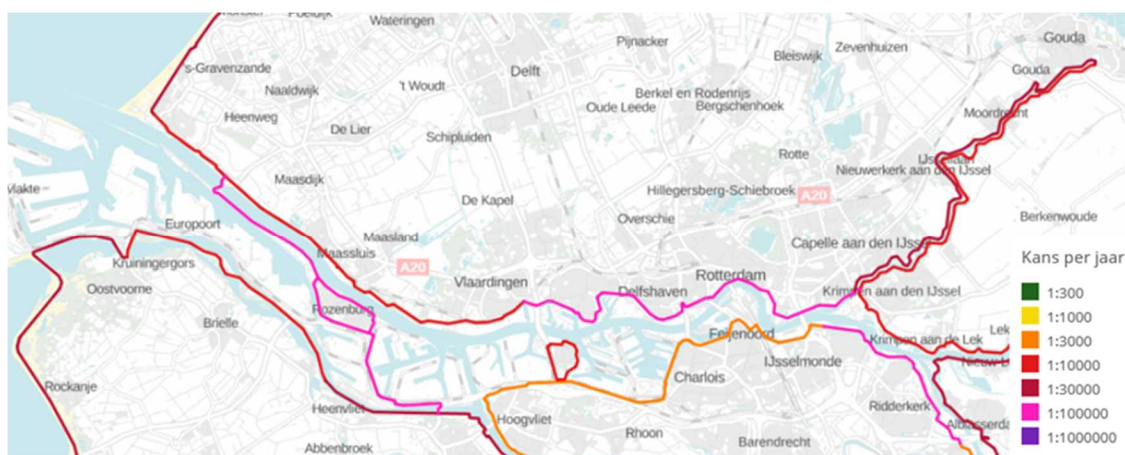 Poeldijk
Wateringen
Pijnacker
Bleiswijk
Zevenhuizen
Gouda
's-Gravenzande
Delft
Gouda
Naaldwijk
't Woudt
Berkel en Rodenrijs
Oude Leede
Bergschenhoek
Heenweg
De Lier
Schipluiden
Moordrecht
Rotte
Nieuwerkerk aan den IJssel
Maasdijk
vlakte
De Kapel
Hillegersberg-Schiebroek
A20
Overschie
Berkenwoude
Europoort
Maasland
Capelle aan den IJsse
Maassluis
A20
Kans per jaar
Kruiningergors
Vlaardingen
Rotterdam
Oostvoorne
Delfshaven
Krimpen aan den IJssel
1:300
Rozenburg
1:1000
Brielle
Feijenoord
Krimpen aan de Lek
Lek
1:3000
IJsselmonde
1:10000
Rockanje
Charlois
1:30000
Heenvliet
Hoogvliet
Ridderkerk
1:100000
Rhoon
Barendrecht
Abbenbroek
1:1000000